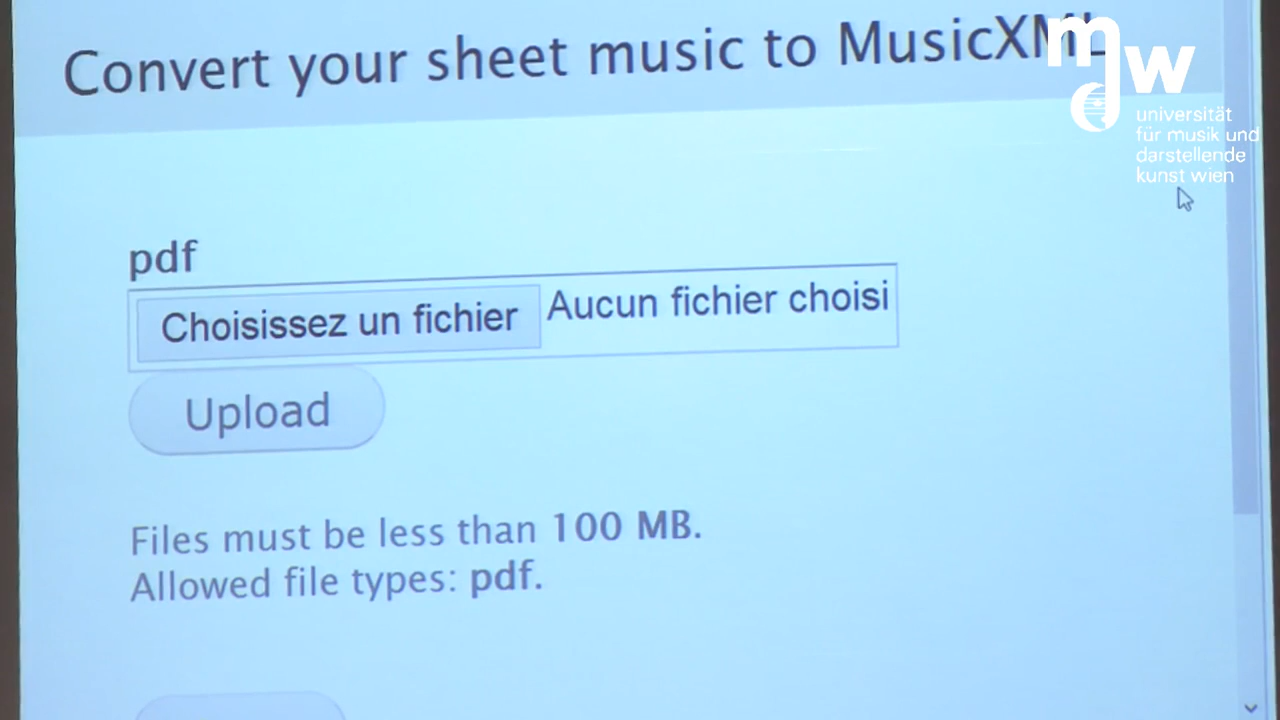 Convert your sheet music to MusicXML
mdw
universität
für musik und
darstellende
kunst wien
pdf
Choisissez un fichier Aucun fichier choisi
Upload
Files must be less than 100 MB.
Allowed file types: pdf.